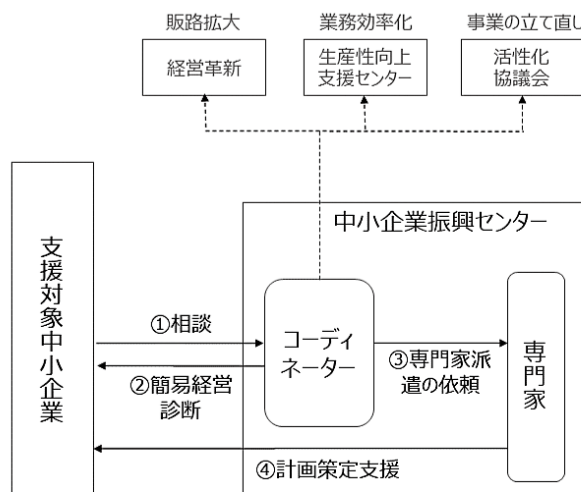 販路拡大
業務効率化
事業の立て直し
経営革新
生産性向上
支援センター
活性化
協議会
中小企業振興センター
支援対象中小企業
①相談
②簡易経営
診断
コーディ
ネーター
③専門家派
遣の依頼
専門家
④計画策定支援